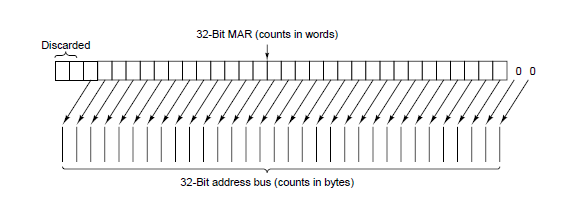 32-Bit MAR (counts in words)
Discarded
0 0
32-Bit address bus (counts in bytes)